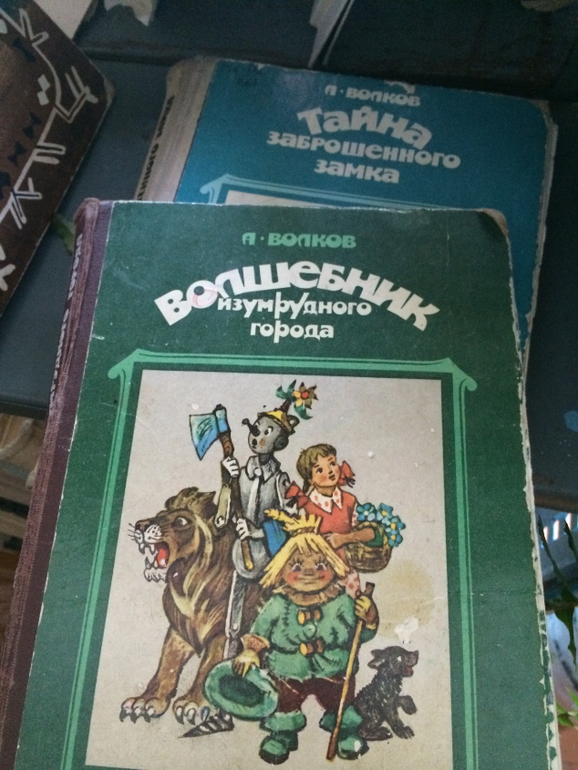 А·ВОЛКОВ
Тайна
заброшенного
замка
А·ВОЛКОВ
Волшебник
изумрудного
города